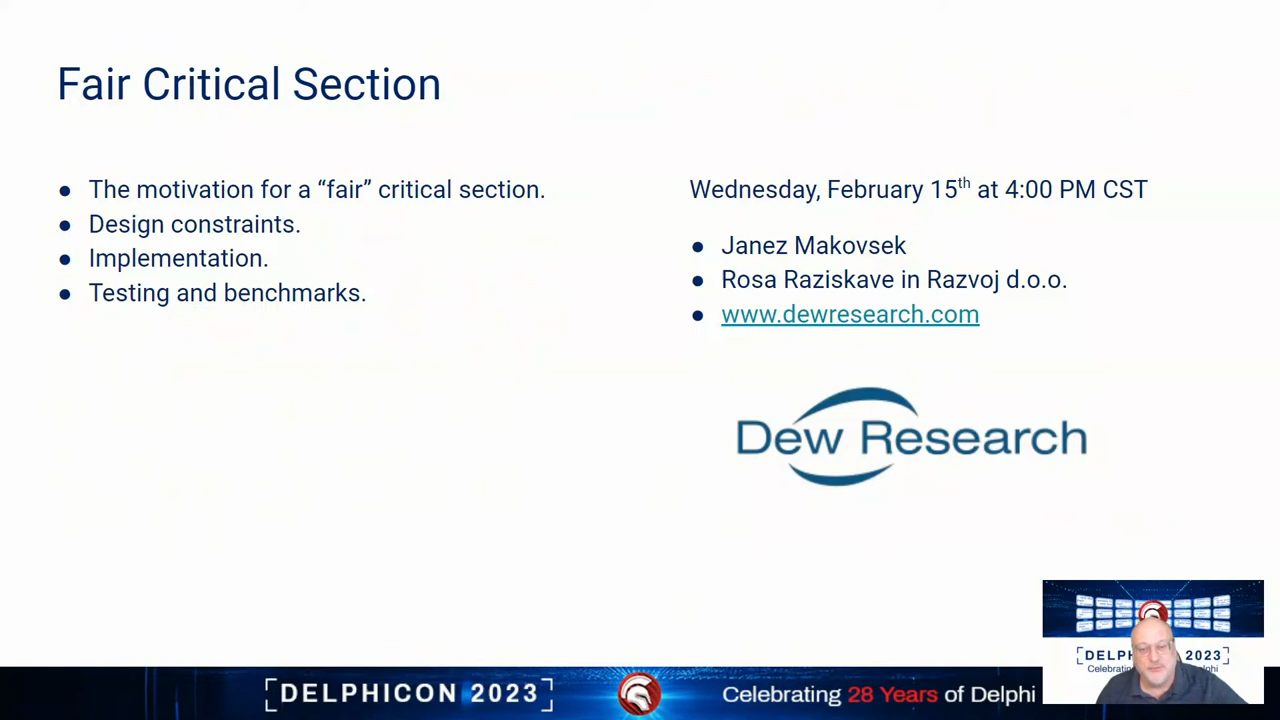 Fair Critical Section
● The motivation for a “fair” critical section.
● Design constraints.
● Implementation.
● Testing and benchmarks.
Wednesday, February 15th at 4:00 PM CST
● Janez Makovsek
● Rosa Raziskave in Razvoj d.o.o.
● www.dewresearch.com
Dew Research
[DELPHICON 2023]
Celebrating 28 Years of Delphi